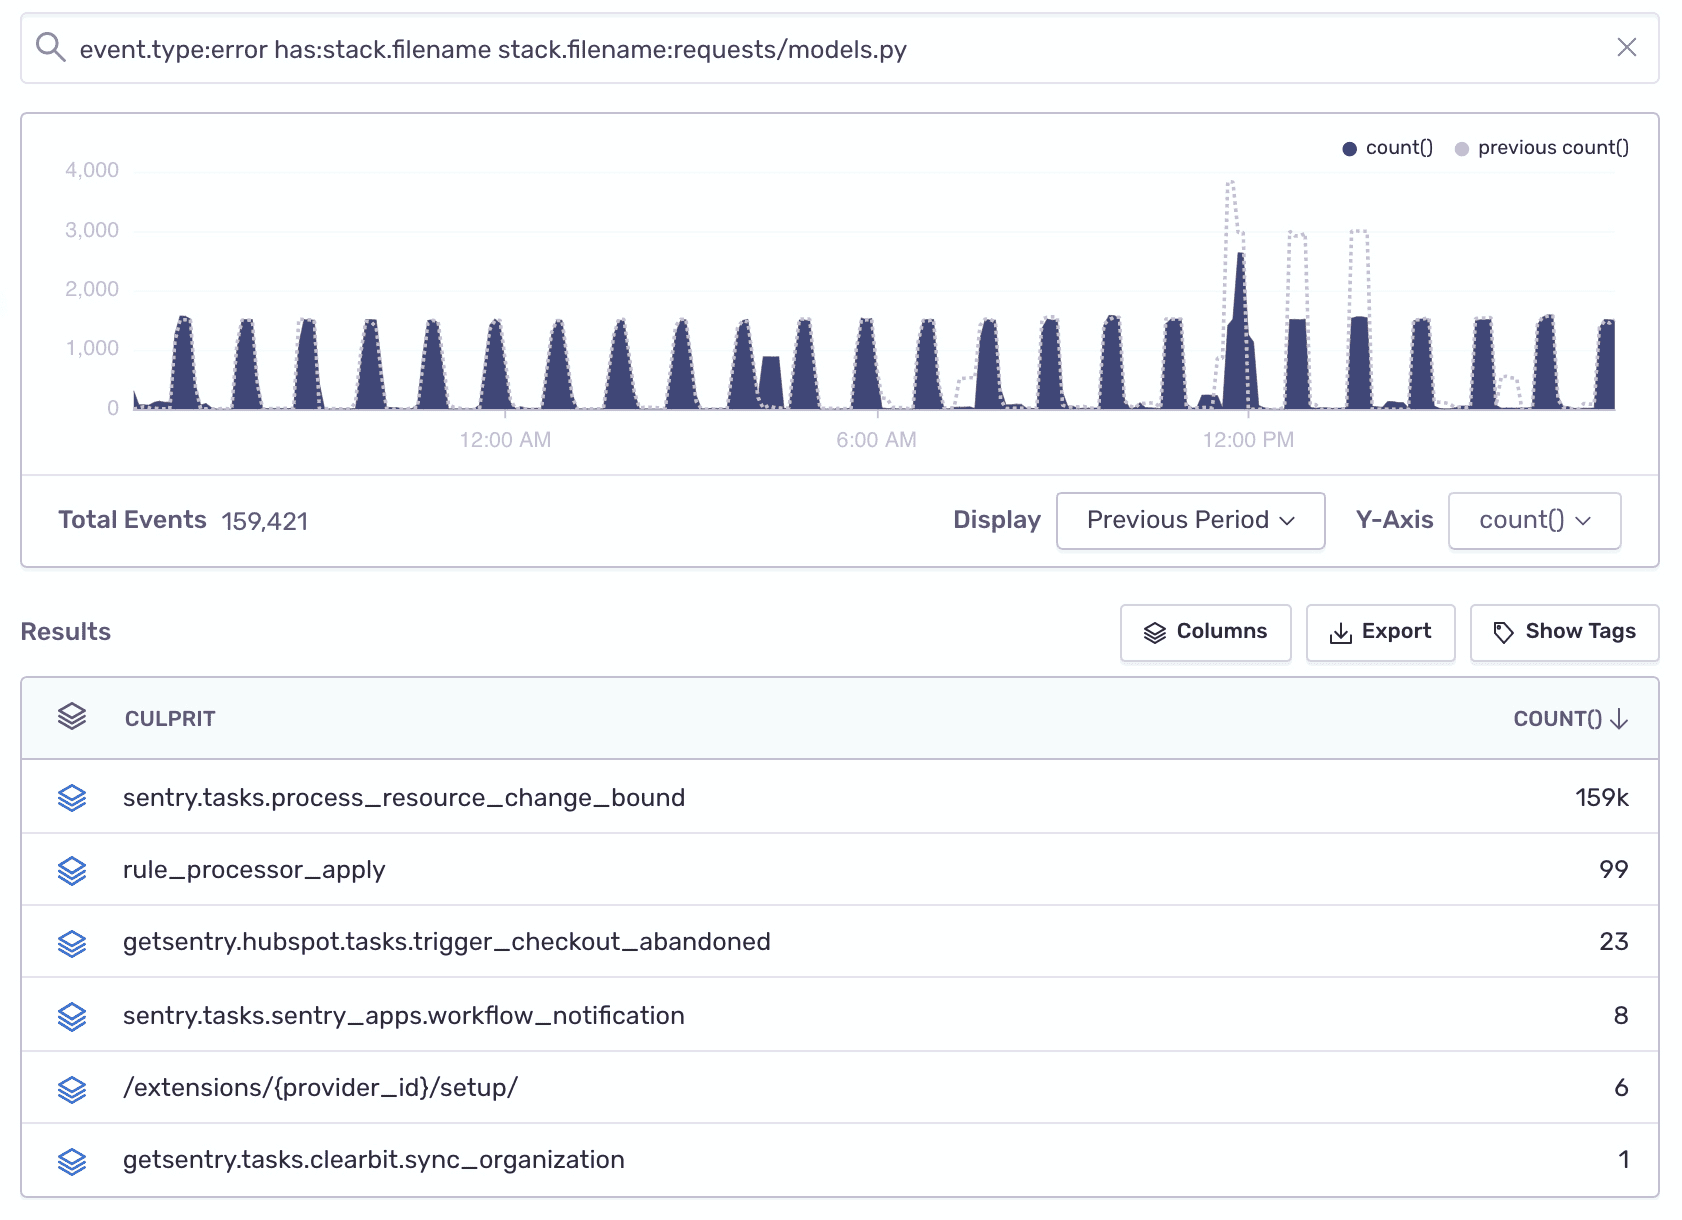 event.type:error has:stack.filename stack.filename:requests/models.py
count() previous count()
4,000
3,000
2,000
1,000
0
12:00 AM 6:00 AM 12:00 PM
Total Events 159,421 Display Previous Period Y-Axis count()
Results Columns Export Show Tags
CULPRIT COUNT()
sentry.tasks.process_resource_change_bound 159k
rule_processor_apply 99
getsentry.hubspot.tasks.trigger_checkout_abandoned 23
sentry.tasks.sentry_apps.workflow_notification 8
/extensions/{provider_id}/setup/ 6
getsentry.tasks.clearbit.sync_organization 1